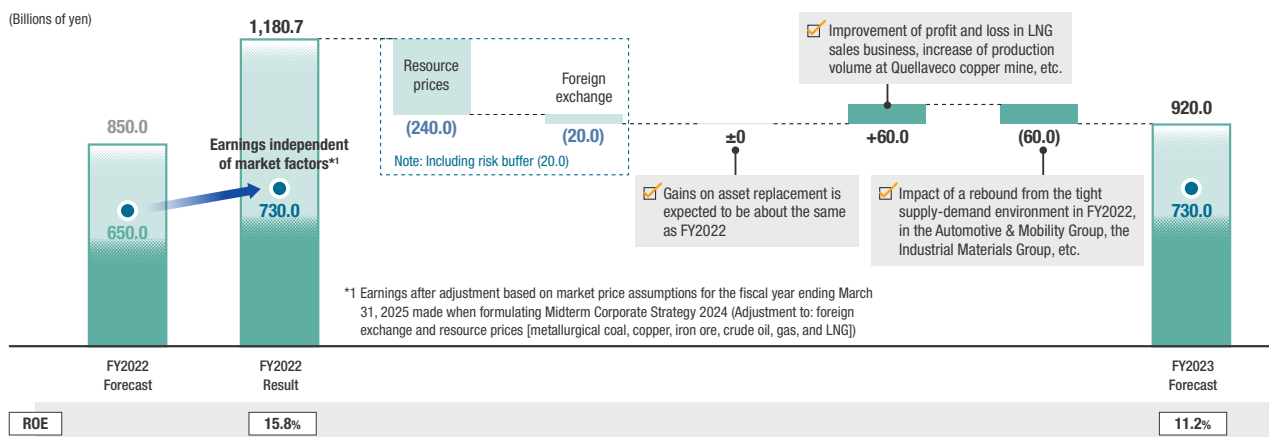 (Billions of yen)
850.0
650.0
1,180.7
Earnings independent
of market factors*1
730.0
Resource
prices
(240.0)
Foreign
exchange
(20.0)
Note: Including risk buffer (20.0)
±0
Gains on asset replacement is
expected to be about the same
as FY2022
Improvement of profit and loss in LNG
sales business, increase of production
volume at Quellaveco copper mine, etc.
+60.0
(60.0)
Impact of a rebound from the tight
supply-demand environment in FY2022,
in the Automotive & Mobility Group, the
Industrial Materials Group, etc.
920.0
730.0
*1 Earnings after adjustment based on market price assumptions for the fiscal year ending March
31, 2025 made when formulating Midterm Corporate Strategy 2024 (Adjustment to: foreign
exchange and resource prices [metallurgical coal, copper, iron ore, crude oil, gas, and LNG])
FY2022
Forecast
FY2022
Result
FY2023
Forecast
ROE
15.8%
11.2%